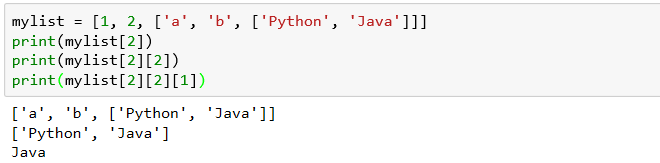 mylist = [1, 2, ['a', 'b', ['Python', 'Java']]]
print(mylist[2])
print(mylist[2][2])
print(mylist[2][2][1])
['a', 'b', ['Python', 'Java']]
['Python', 'Java']
Java